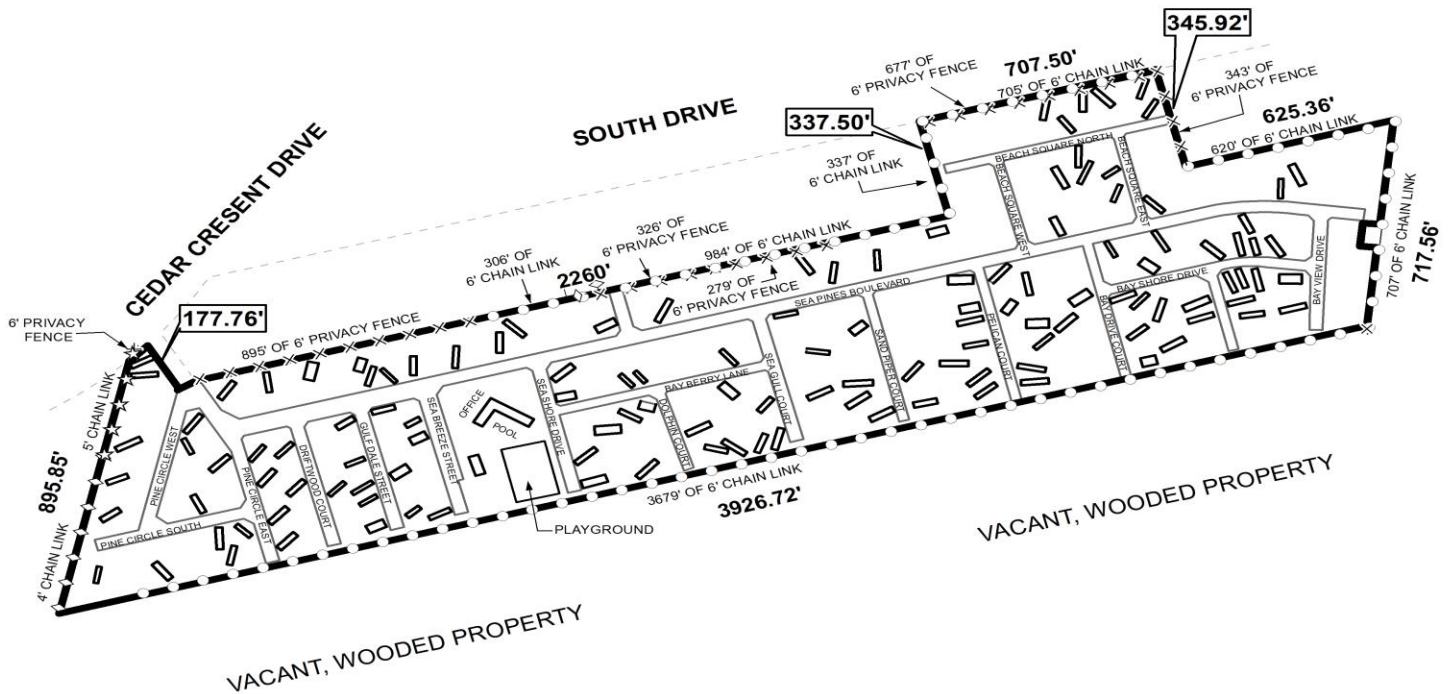 345.92'
707.50'
677' OF
6' PRIVACY FENCE
705' OF 6' CHAIN LINK
343' OF
6' PRIVACY FENCE
625.36'
620' OF 6' CHAIN LINK
337.50'
337' OF
6' CHAIN LINK
SOUTH DRIVE
CEDAR CRESENT DRIVE
BEACH SQUARE NORTH
BEACH SQUARE WEST
BEACH SQUARE EAST
326' OF
6' PRIVACY FENCE
984' OF 6' CHAIN LINK
306' OF
6' CHAIN LINK
2260'
279' OF
6' PRIVACY FENCE
SEA PINES BOULEVARD
707' OF 6' CHAIN LINK
717.56'
BAY VIEW DRIVE
BAY SHORE DRIVE
BAY DRIVE COURT
177.76'
6' PRIVACY
FENCE
895' OF 6' PRIVACY FENCE
PELICAN COURT
SAND PIPER COURT
SEA GULL COURT
BAY BERRY LANE
DOLPHIN COURT
SEA SHORE DRIVE
OFFICE
POOL
SEA BREEZE STREET
GULF DALE STREET
DRIFTWOOD COURT
PINE CIRCLE EAST
PINE CIRCLE WEST
PINE CIRCLE SOUTH
5' CHAIN LINK
895.85'
4' CHAIN LINK
3679' OF 6' CHAIN LINK
3926.72'
PLAYGROUND
VACANT, WOODED PROPERTY
VACANT, WOODED PROPERTY